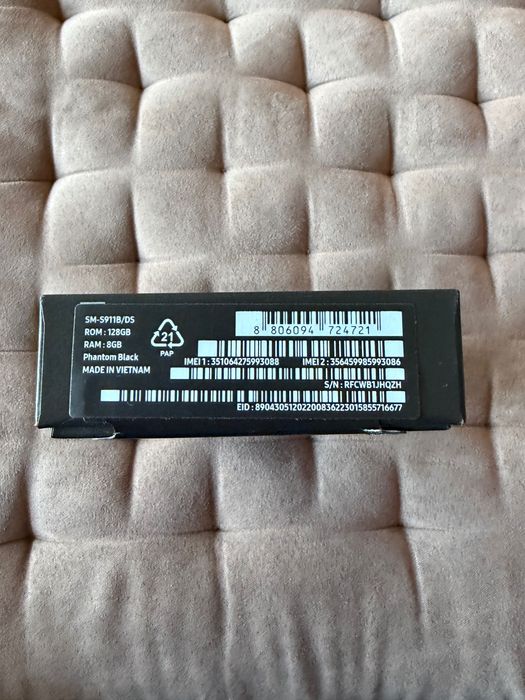 SM-S911B/DS
ROM : 128GB
RAM : 8GB
Phantom Black
MADE IN VIETNAM
21
PAP
8 806094 724721
IMEI 1 : 351064275993088 IMEI 2 : 356459985993086
S/N : RFCWB1JHQZH
EID : 89043051202200836223015855716677